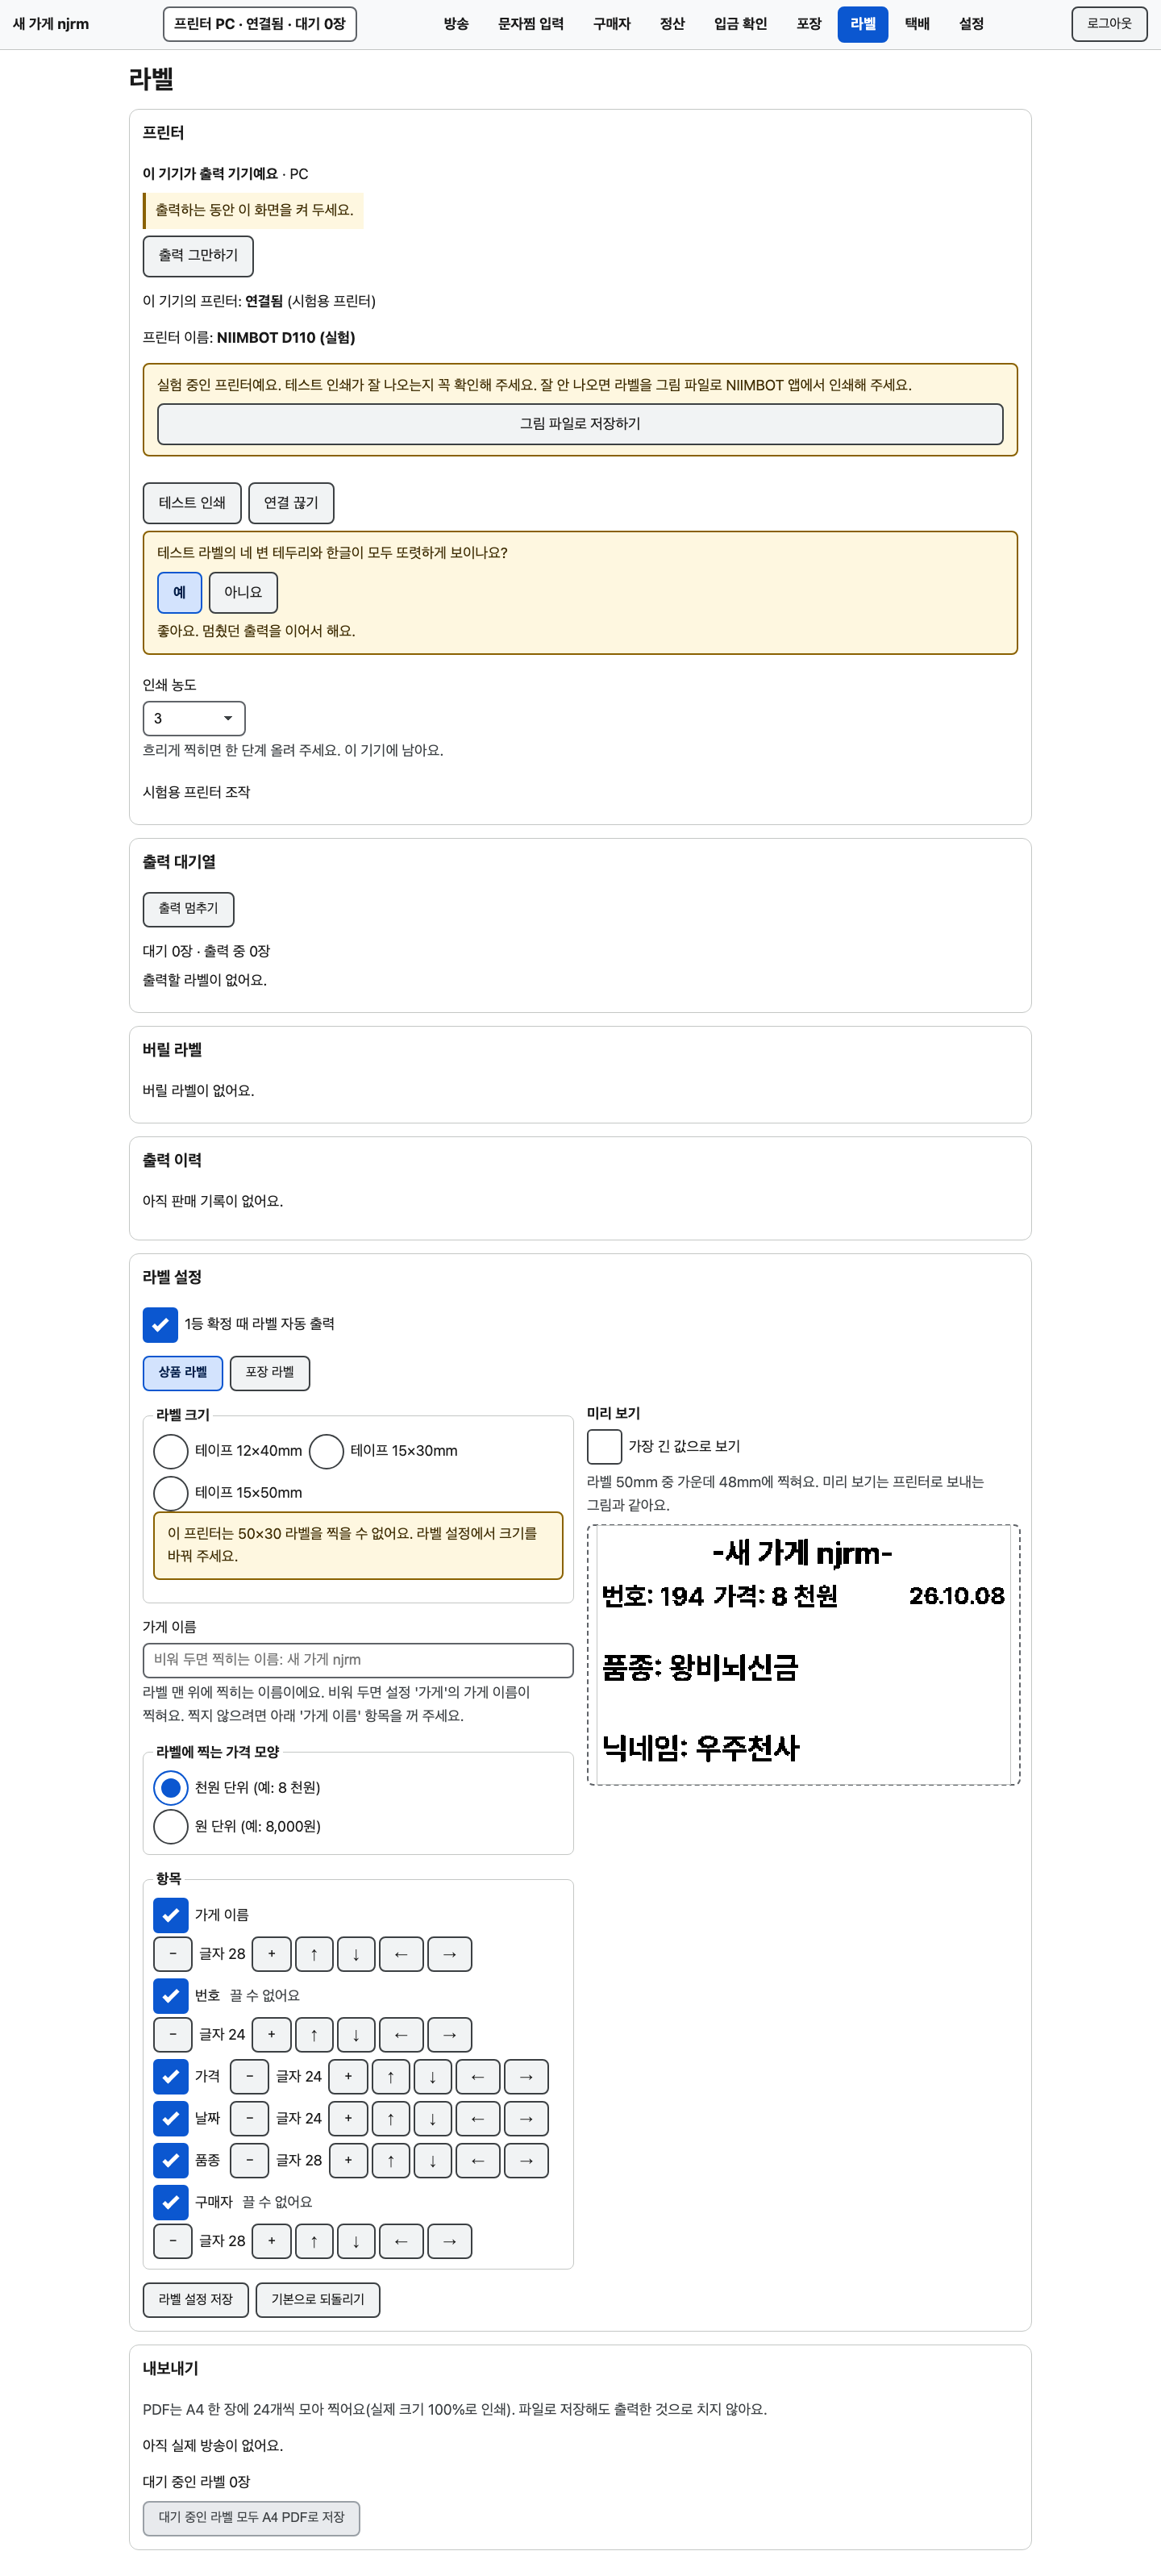 새 가게 njrm
프린터 PC · 연결됨 · 대기 0장
방송 문자찜 입력 구매자 정산 입금 확인 포장 라벨 택배 설정
로그아웃
라벨
프린터
이 기기가 출력 기기예요 · PC
출력하는 동안 이 화면을 켜 두세요.
출력 그만하기
이 기기의 프린터: 연결됨 (시험용 프린터)
프린터 이름: NIIMBOT D110 (실험)
실험 중인 프린터예요. 테스트 인쇄가 잘 나오는지 꼭 확인해 주세요. 잘 안 나오면 라벨을 그림 파일로 NIIMBOT 앱에서 인쇄해 주세요.
그림 파일로 저장하기
테스트 인쇄 연결 끊기
테스트 라벨의 네 변 테두리와 한글이 모두 또렷하게 보이나요?
예 아니요
좋아요. 멈췄던 출력을 이어서 해요.
인쇄 농도
3
흐리게 찍히면 한 단계 올려 주세요. 이 기기에 남아요.
시험용 프린터 조작
출력 대기열
출력 멈추기
대기 0장 · 출력 중 0장
출력할 라벨이 없어요.
버릴 라벨
버릴 라벨이 없어요.
출력 이력
아직 판매 기록이 없어요.
라벨 설정
1등 확정 때 라벨 자동 출력
상품 라벨 포장 라벨
라벨 크기
테이프 12×40mm 테이프 15×30mm
테이프 15×50mm
이 프린터는 50×30 라벨을 찍을 수 없어요. 라벨 설정에서 크기를
바꿔 주세요.
가게 이름
비워 두면 찍히는 이름: 새 가게 njrm
라벨 맨 위에 찍히는 이름이에요. 비워 두면 설정 '가게'의 가게 이름이
찍혀요. 찍지 않으려면 아래 '가게 이름' 항목을 꺼 주세요.
라벨에 찍는 가격 모양
천원 단위 (예: 8 천원)
원 단위 (예: 8,000원)
항목
가게 이름
− 글자 28 + ↑ ↓ ← →
번호 끌 수 없어요
− 글자 24 + ↑ ↓ ← →
가격 − 글자 24 + ↑ ↓ ← →
날짜 − 글자 24 + ↑ ↓ ← →
품종 − 글자 28 + ↑ ↓ ← →
구매자 끌 수 없어요
− 글자 28 + ↑ ↓ ← →
라벨 설정 저장 기본으로 되돌리기
미리 보기
가장 긴 값으로 보기
라벨 50mm 중 가운데 48mm에 찍혀요. 미리 보기는 프린터로 보내는
그림과 같아요.
-새 가게 njrm-
번호: 194 가격: 8 천원 26.10.08
품종: 왕비뇌신금
닉네임: 우주천사
내보내기
PDF는 A4 한 장에 24개씩 모아 찍어요(실제 크기 100%로 인쇄). 파일로 저장해도 출력한 것으로 치지 않아요.
아직 실제 방송이 없어요.
대기 중인 라벨 0장
대기 중인 라벨 모두 A4 PDF로 저장